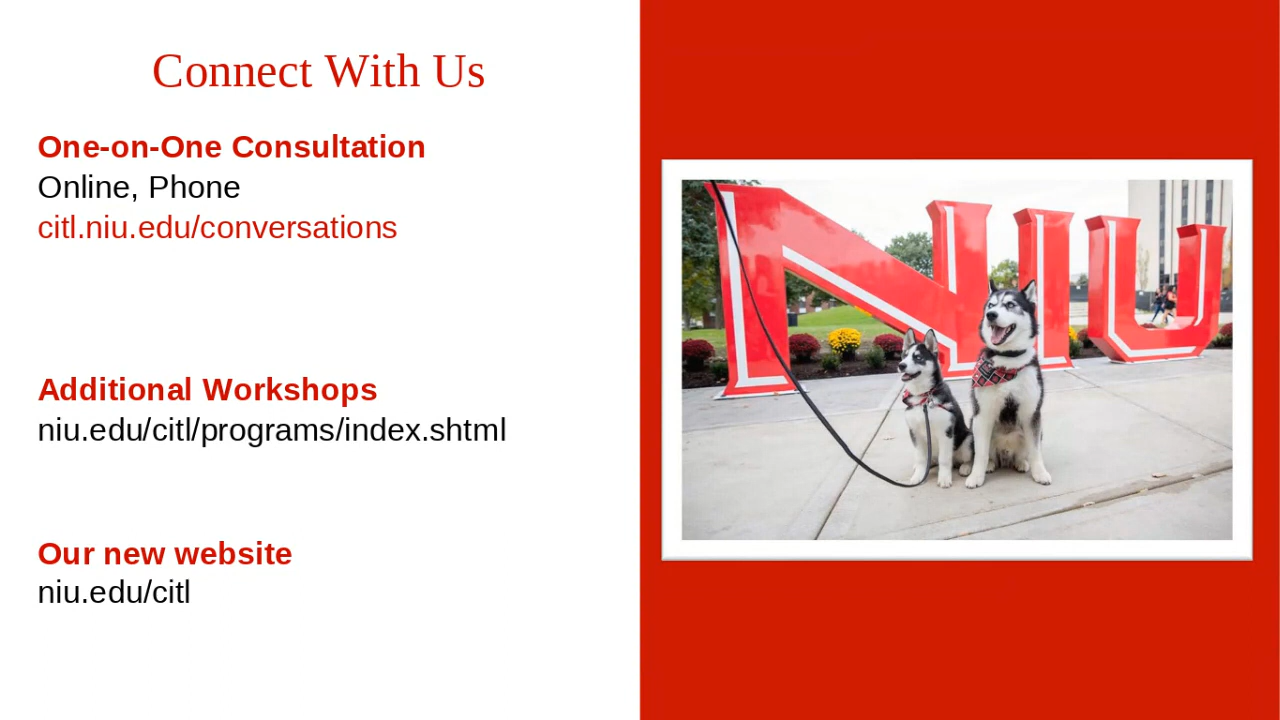 Connect With Us
One-on-One Consultation
Online, Phone
citl.niu.edu/conversations
Additional Workshops
niu.edu/citl/programs/index.shtml
Our new website
niu.edu/citl
NIU